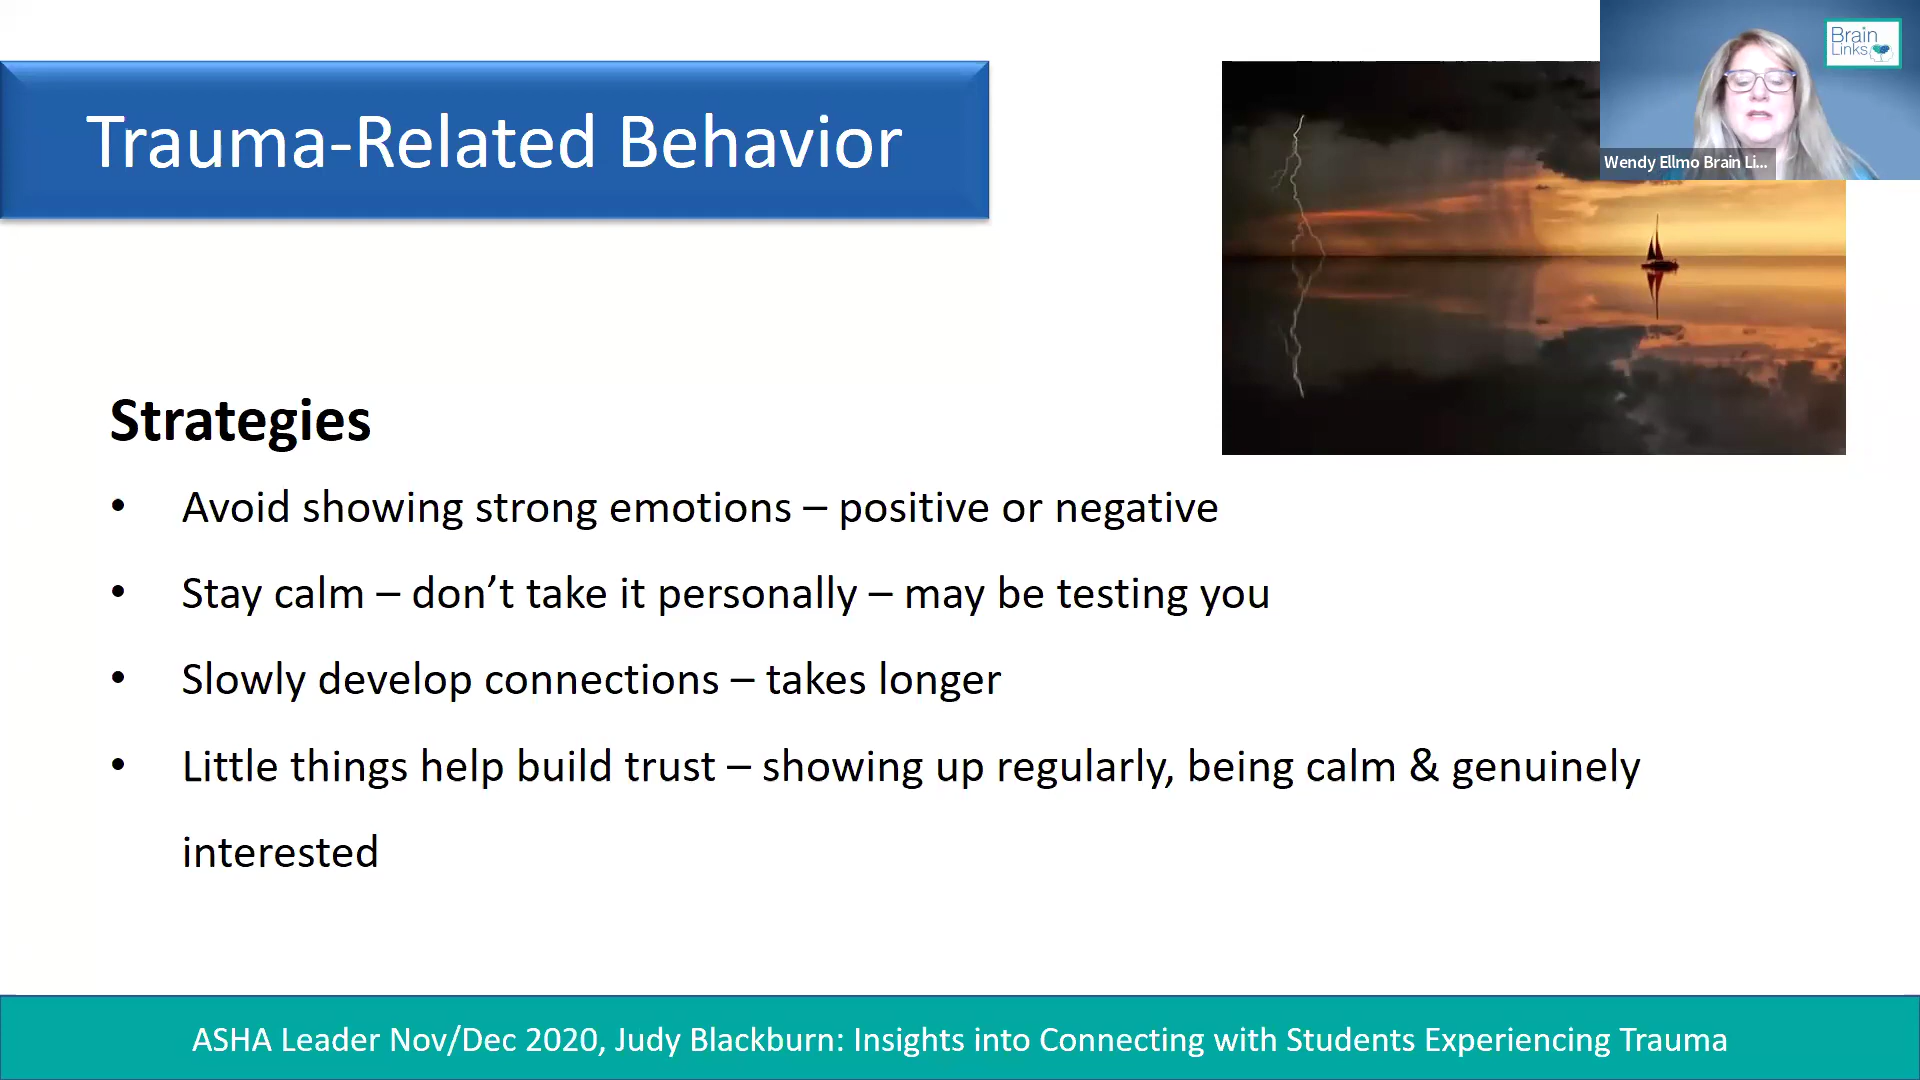 Trauma-Related Behavior
Brain
Links
Wendy Ellmo Brain Li...
Strategies
• Avoid showing strong emotions – positive or negative
• Stay calm – don’t take it personally – may be testing you
• Slowly develop connections – takes longer
• Little things help build trust – showing up regularly, being calm & genuinely
interested
ASHA Leader Nov/Dec 2020, Judy Blackburn: Insights into Connecting with Students Experiencing Trauma